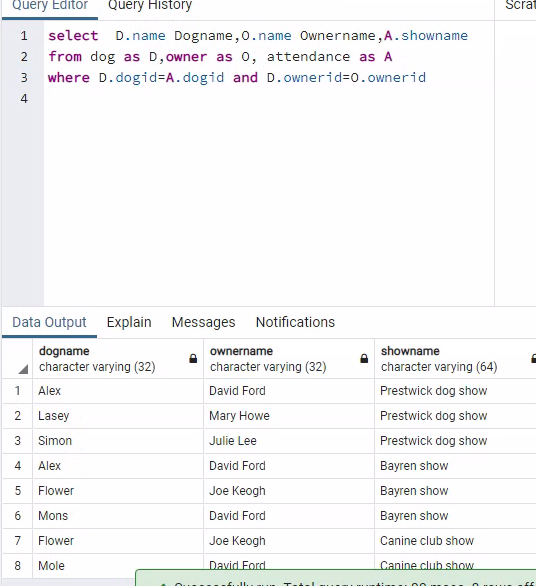 Query Editor Query History
1 select D.name Dogname,O.name Ownername,A.showname
2 from dog as D,owner as O, attendance as A
3 where D.dogid=A.dogid and D.ownerid=O.ownerid
4
Data Output Explain Messages Notifications
dogname ownername showname
character varying (32) character varying (32) character varying (64)
1 Alex David Ford Prestwick dog show
2 Lasey Mary Howe Prestwick dog show
3 Simon Julie Lee Prestwick dog show
4 Alex David Ford Bayren show
5 Flower Joe Keogh Bayren show
6 Mons David Ford Bayren show
7 Flower Joe Keogh Canine club show
8 Mole David Ford Canine club show